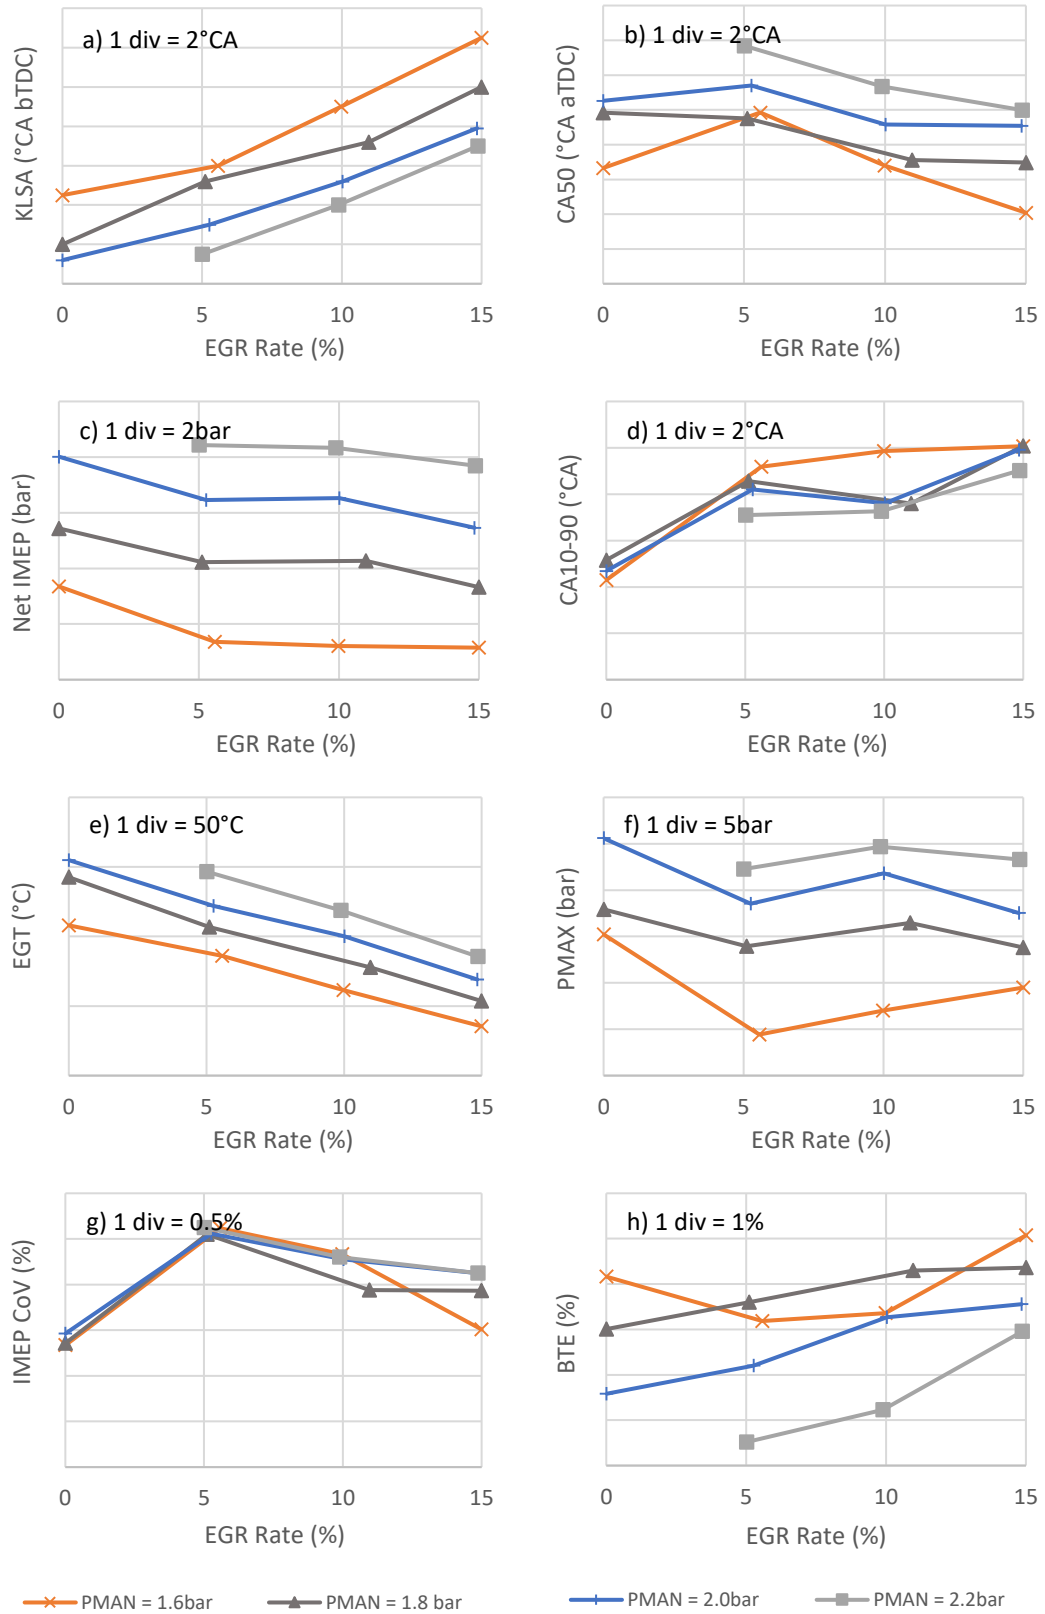 a) 1 div = 2°CA
KLSA (°CA bTDC)
0 5 10 15
EGR Rate (%)
b) 1 div = 2°CA
CA50 (°CA aTDC)
0 5 10 15
EGR Rate (%)
c) 1 div = 2bar
Net IMEP (bar)
0 5 10 15
EGR Rate (%)
d) 1 div = 2°CA
CA10-90 (°CA)
0 5 10 15
EGR Rate (%)
e) 1 div = 50°C
EGT (°C)
0 5 10 15
EGR Rate (%)
f) 1 div = 5bar
PMAX (bar)
0 5 10 15
EGR Rate (%)
g) 1 div = 0.5%
IMEP CoV (%)
0 5 10 15
EGR Rate (%)
h) 1 div = 1%
BTE (%)
0 5 10 15
EGR Rate (%)
PMAN = 1.6bar
PMAN = 1.8 bar
PMAN = 2.0bar
PMAN = 2.2bar